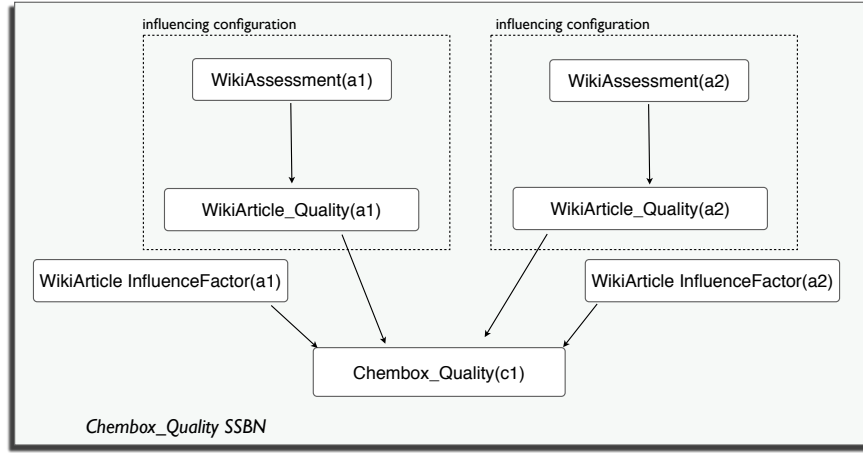 influencing configuration
influencing configuration
WikiAssessment(a1)
WikiAssessment(a2)
WikiArticle_Quality(a1)
WikiArticle_Quality(a2)
WikiArticle InfluenceFactor(a1)
WikiArticle InfluenceFactor(a2)
Chembox_Quality(c1)
Chembox_Quality SSBN